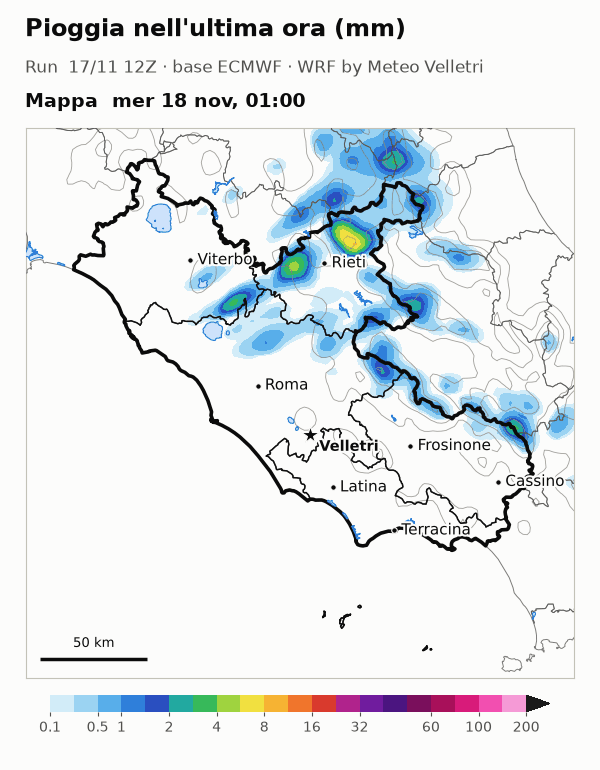 Pioggia nell'ultima ora (mm)
Run  17/11 12Z · base ECMWF · WRF by Meteo Velletri
Mappa  mer 18 nov, 01:00
Viterbo
Rieti
Roma
Velletri
Frosinone
Cassino
Latina
Terracina
50 km
0.1 0.5 1 2 4 8 16 32 60 100 200